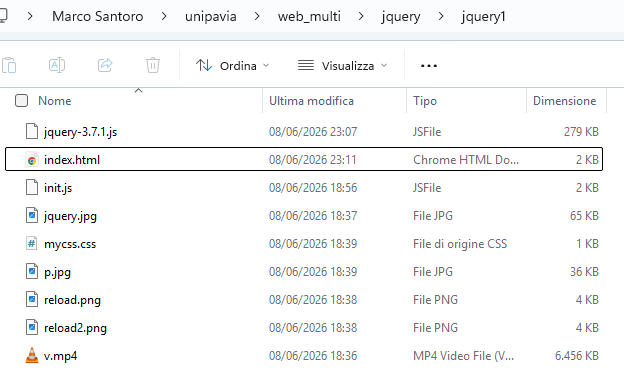 Marco Santoro > unipavia > web_multi > jquery > jquery1
Ordina Visualizza ...
Nome Ultima modifica Tipo Dimensione
jquery-3.7.1.js 08/06/2026 23:07 JSFile 279 KB
index.html 08/06/2026 23:11 Chrome HTML Do... 2 KB
init.js 08/06/2026 18:56 JSFile 2 KB
jquery.jpg 08/06/2026 18:37 File JPG 65 KB
mycss.css 08/06/2026 18:39 File di origine CSS 1 KB
p.jpg 08/06/2026 18:39 File JPG 36 KB
reload.png 08/06/2026 18:38 File PNG 4 KB
reload2.png 08/06/2026 18:38 File PNG 4 KB
v.mp4 08/06/2026 18:36 MP4 Video File (V... 6.456 KB